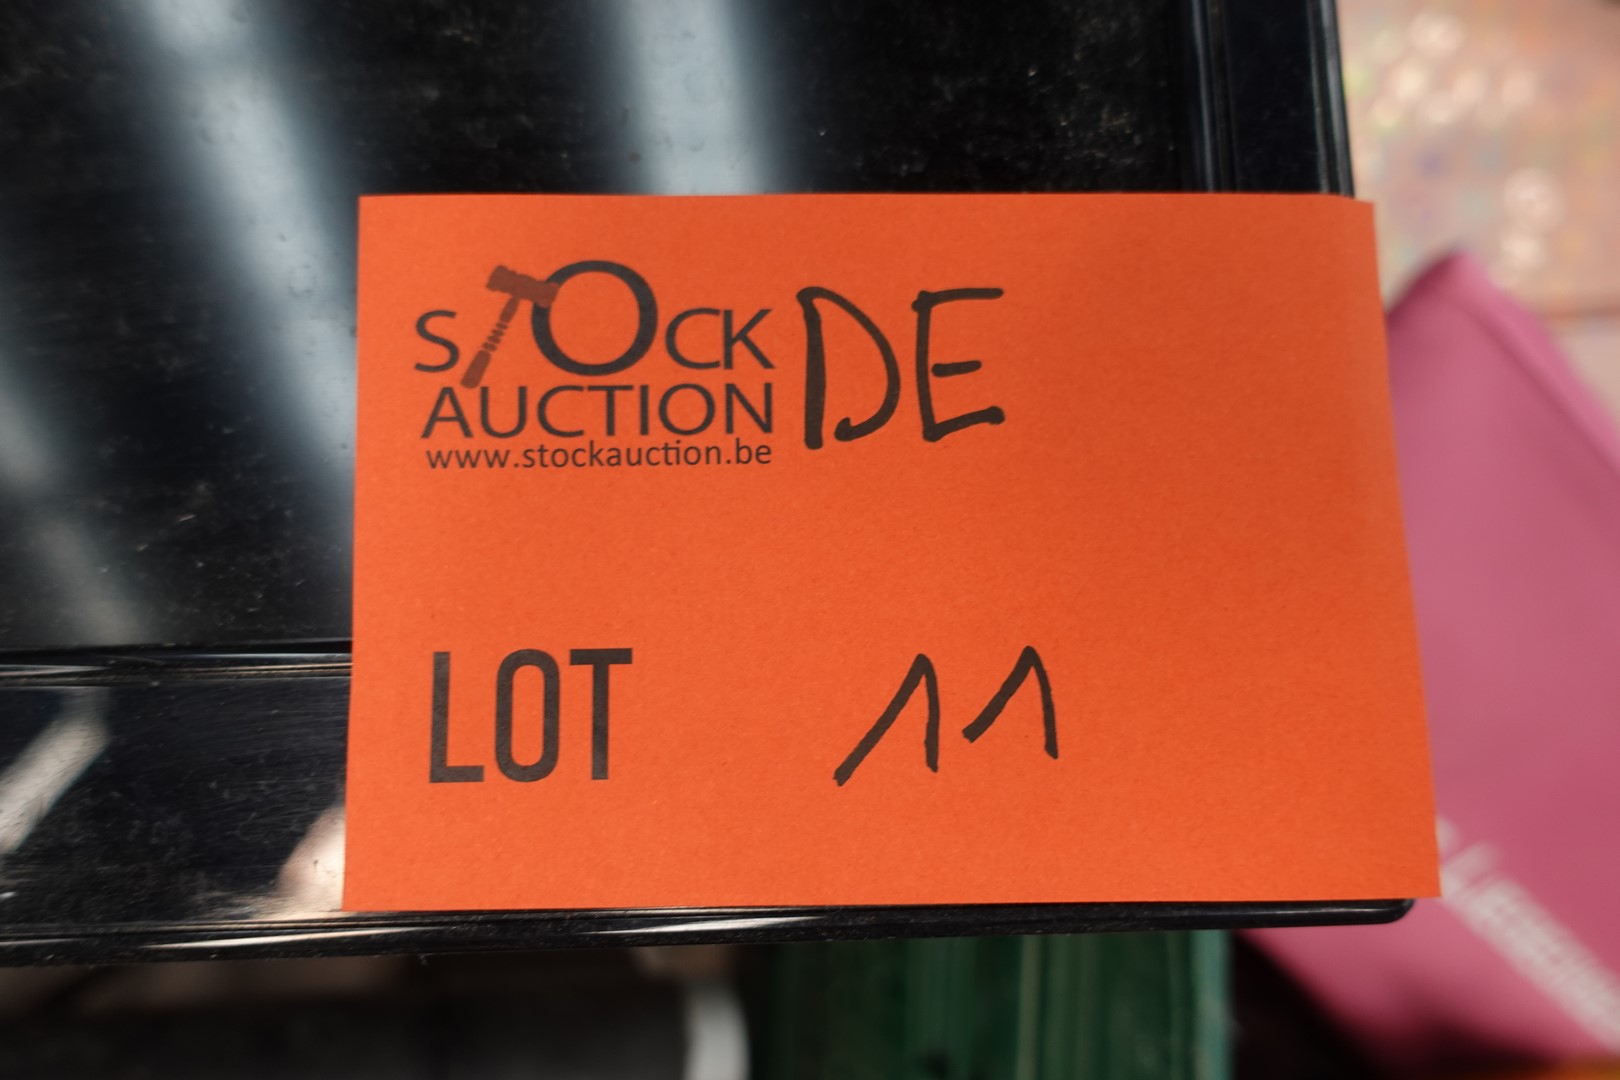 STOCK DE
AUCTION
www.stockauction.be
LOT 11